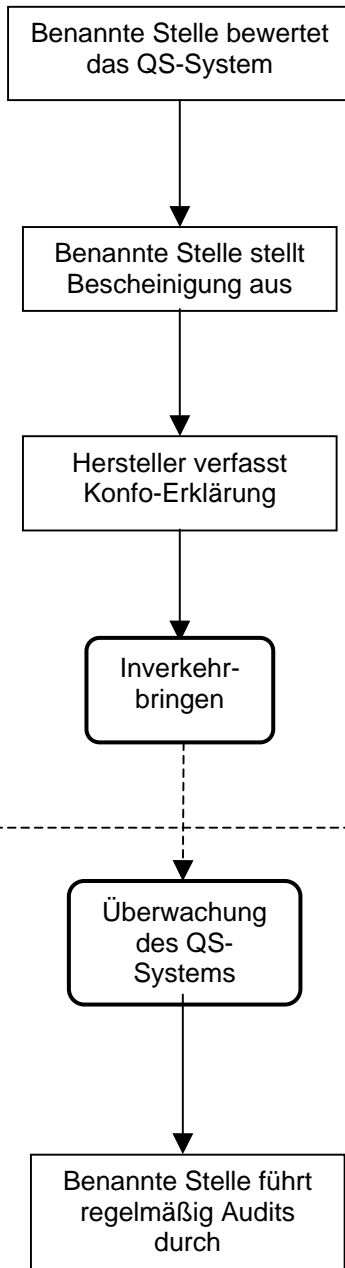 Benannte Stelle bewertet
das QS-System
Benannte Stelle stellt
Bescheinigung aus
Hersteller verfasst
Konfo-Erklärung
Inverkehr-
bringen
Überwachung
des QS-
Systems
Benannte Stelle führt
regelmäßig Audits
durch